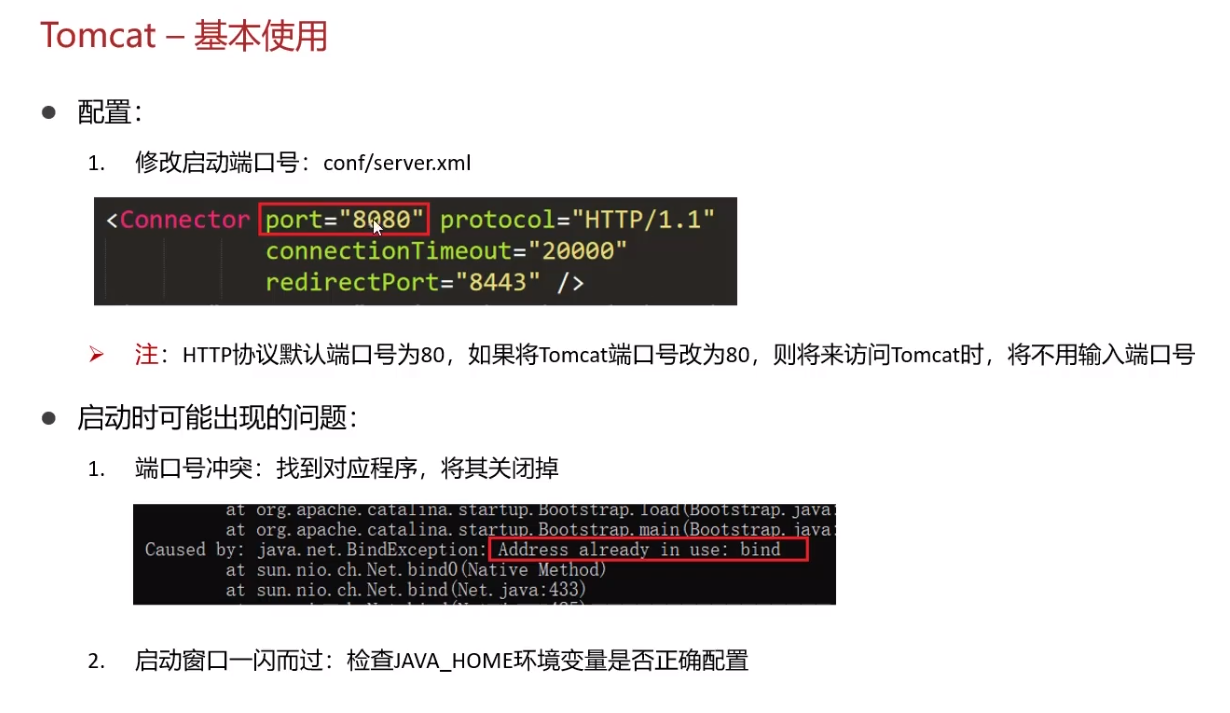 Tomcat – 基本使用
● 配置：
1. 修改启动端口号：conf/server.xml
<Connector port="8080" protocol="HTTP/1.1"
connectionTimeout="20000"
redirectPort="8443" />
➢ 注：HTTP协议默认端口号为80，如果将Tomcat端口号改为80，则将来访问Tomcat时，将不用输入端口号
● 启动时可能出现的问题：
1. 端口号冲突：找到对应程序，将其关闭掉
at org.apache.catalina.startup.Bootstrap.load(Bootstrap.java:
at org.apache.catalina.startup.Bootstrap.main(Bootstrap.java:
Caused by: java.net.BindException: Address already in use: bind
at sun.nio.ch.Net.bind0(Native Method)
at sun.nio.ch.Net.bind(Net.java:433)
2. 启动窗口一闪而过：检查JAVA_HOME环境变量是否正确配置